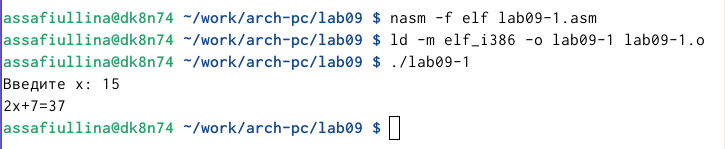 assafiullina@dk8n74 ~/work/arch-pc/lab09 $ nasm -f elf lab09-1.asm
assafiullina@dk8n74 ~/work/arch-pc/lab09 $ ld -m elf_i386 -o lab09-1 lab09-1.o
assafiullina@dk8n74 ~/work/arch-pc/lab09 $ ./lab09-1
Введите x: 15
2x+7=37
assafiullina@dk8n74 ~/work/arch-pc/lab09 $